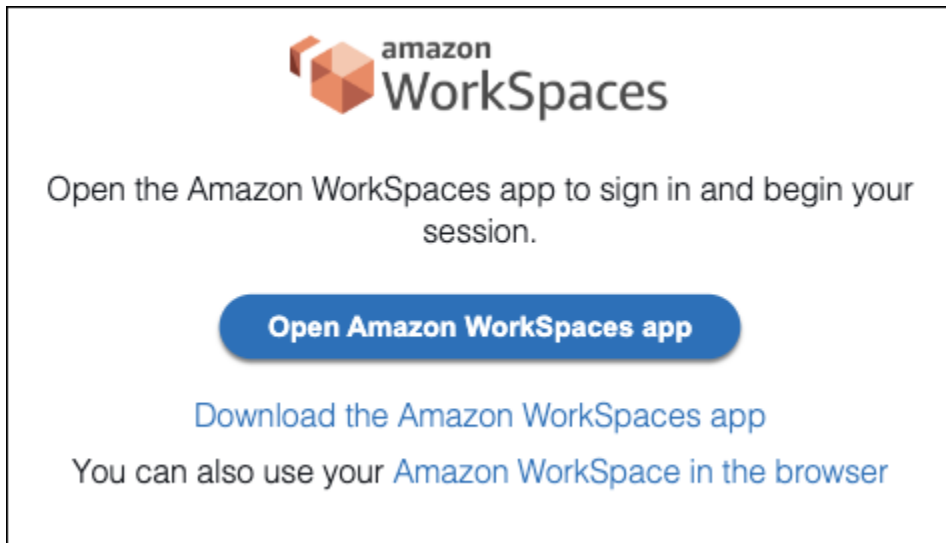 amazon
WorkSpaces
Open the Amazon WorkSpaces app to sign in and begin your
session.
Open Amazon WorkSpaces app
Download the Amazon WorkSpaces app
You can also use your Amazon WorkSpace in the browser